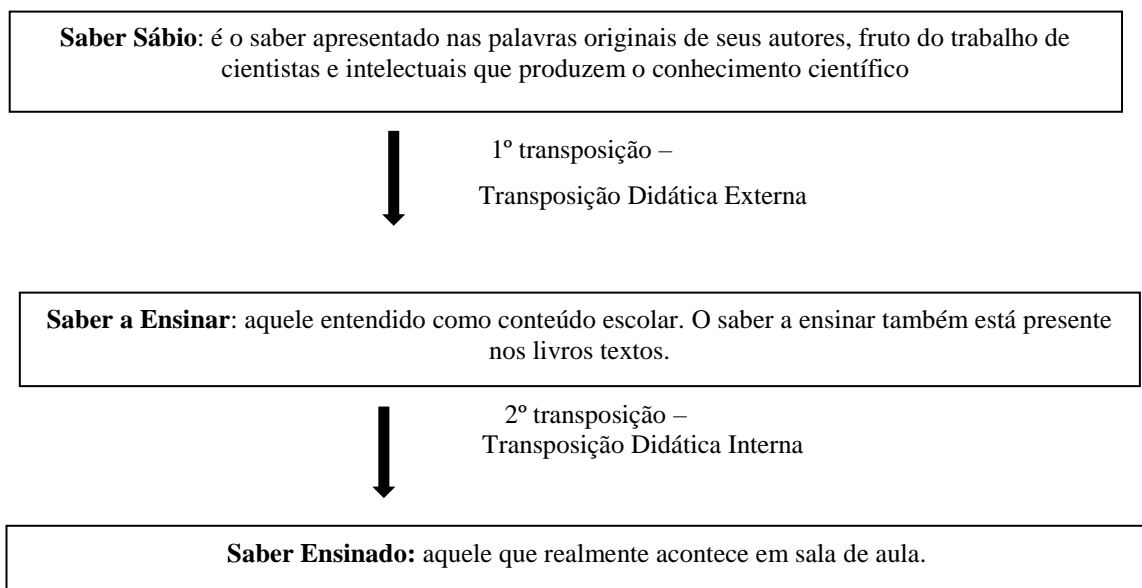 Saber Sábio: é o saber apresentado nas palavras originais de seus autores, fruto do trabalho de
cientistas e intelectuais que produzem o conhecimento científico
1º transposição –
Transposição Didática Externa
Saber a Ensinar: aquele entendido como conteúdo escolar. O saber a ensinar também está presente
nos livros textos.
2º transposição –
Transposição Didática Interna
Saber Ensinado: aquele que realmente acontece em sala de aula.